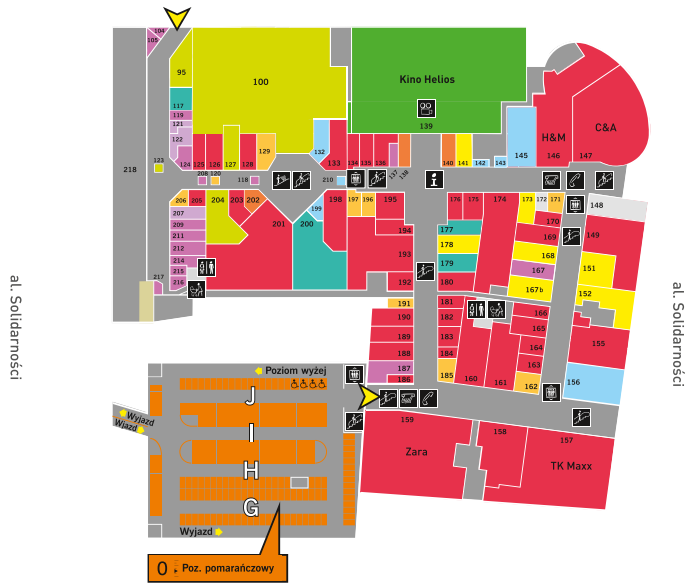 104
105
95
100
Kino Helios
117
119
121
122
124 125 126 127 128 129
132
133 134 135 136 137 138
139
140 141 142 143
145
H&M
146
C&A
147
123
208 120 118
210
218
206 205 204 203 202
207
209
211
212
214
215
216
217
201
200
199
198 197 196 195
194
193
192
176 175 174 173 172 171
170
169
168
167
167b
148
149
151
152
177
178
179
180
181
182
183
184
185
191
190
189
188
187
186
166
165
164
163
162
160 161
155
156
al. Solidarności
al. Solidarności
Poziom wyżej
J
I
H
G
Wyjazd
Wjazd
Wyjazd
159
Zara
158
157
TK Maxx
0 Poz. pomarańczowy